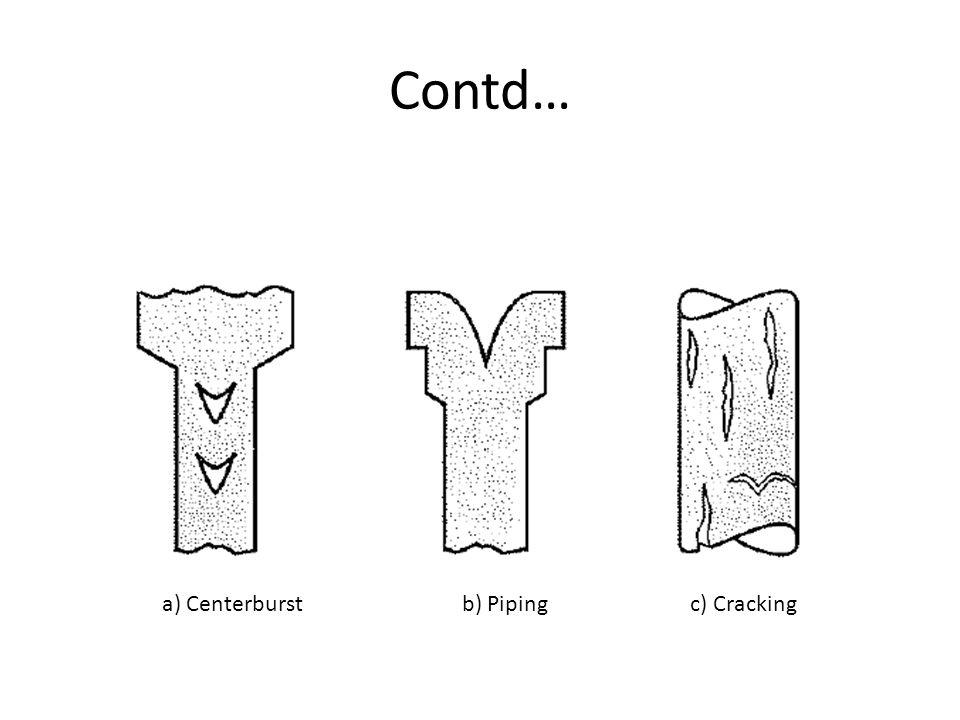 Contd…
a) Centerburst
b) Piping
c) Cracking